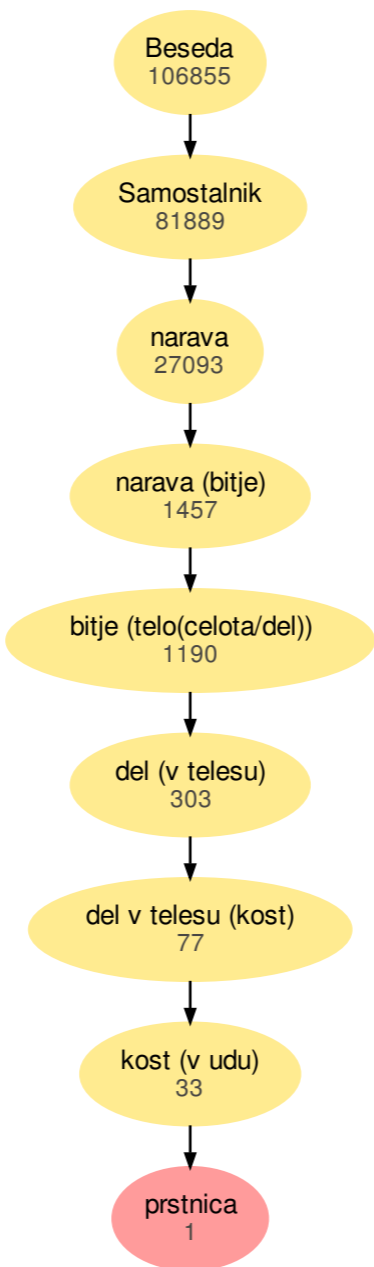 Beseda
106855
Samostalnik
81889
narava
27093
narava (bitje)
1457
bitje (telo(celota/del))
1190
del (v telesu)
303
del v telesu (kost)
77
kost (v udu)
33
prstnica
1